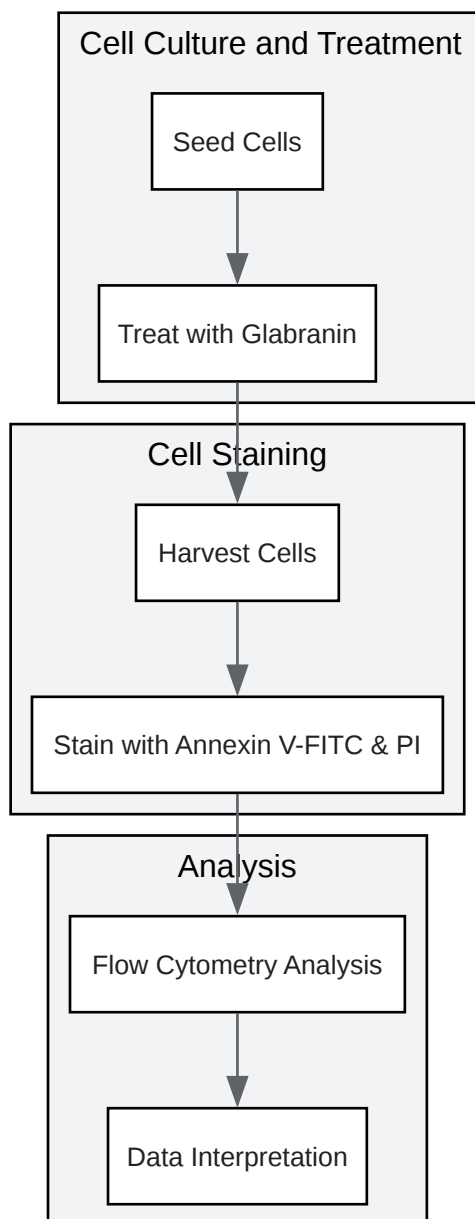 Cell Culture and Treatment
Seed Cells
Treat with Glabranin
Cell Staining
Harvest Cells
Stain with Annexin V-FITC & PI
Analysis
Flow Cytometry Analysis
Data Interpretation